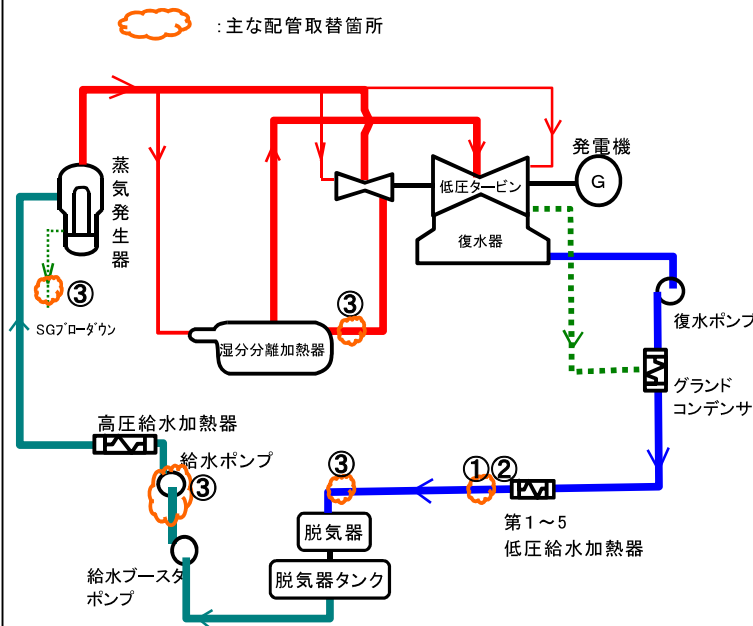 ：主な配管取替箇所
発電機
G
蒸気発生器
低圧タービン
復水器
③
SGブローダウン
③
湿分分離加熱器
復水ポンプ
グランド
コンデンサ
高圧給水加熱器
給水ポンプ
③
③
①②
脱気器
第１～５
低圧給水加熱器
給水ブースタ
ポンプ
脱気器タンク